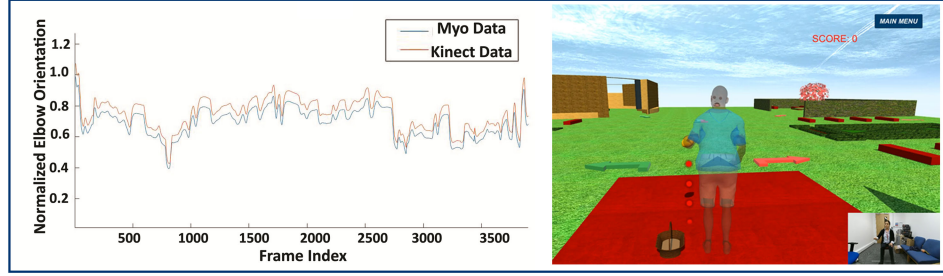 Myo Data
Kinect Data
Normalized Elbow Orientation
1.2
1.0
0.8
0.6
0.4
0.2
500
1000
1500
2000
2500
3000
3500
Frame Index
MAIN MENU
SCORE: 0